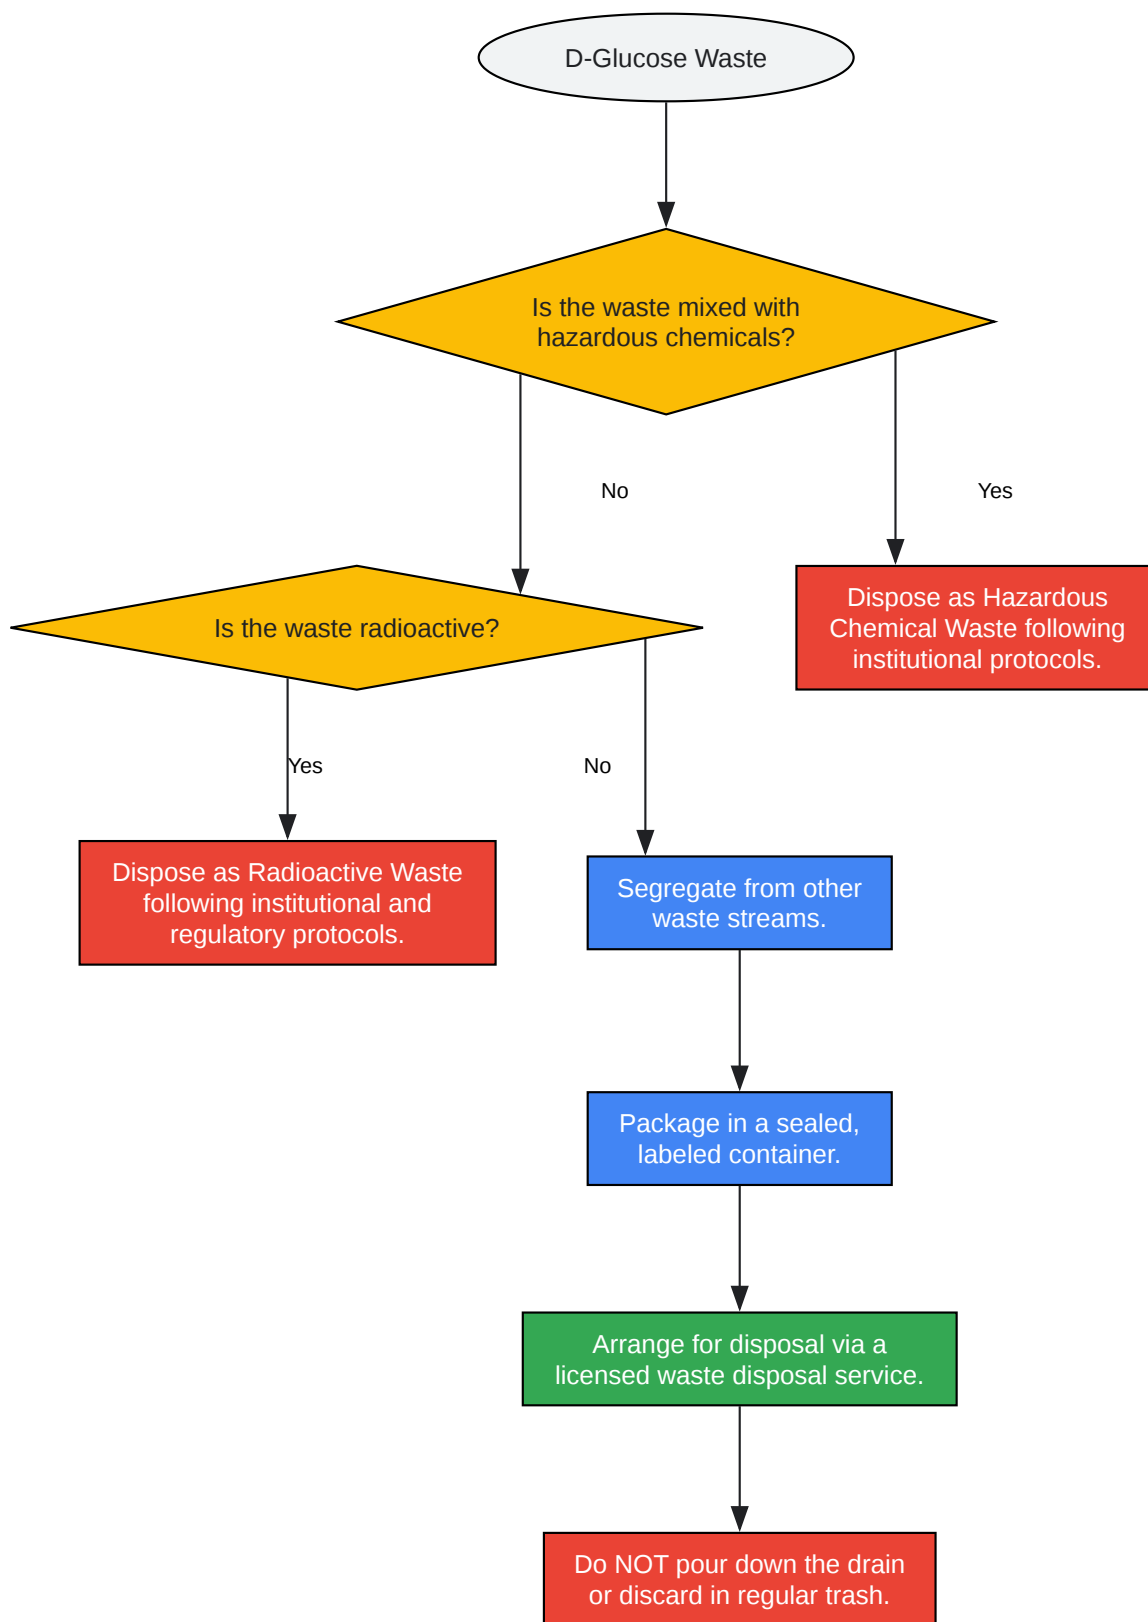 D-Glucose Waste
Is the waste mixed with
hazardous chemicals?
No
Yes
Dispose as Hazardous
Chemical Waste following
institutional protocols.
Is the waste radioactive?
Yes
No
Dispose as Radioactive Waste
following institutional and
regulatory protocols.
Segregate from other
waste streams.
Package in a sealed,
labeled container.
Arrange for disposal via a
licensed waste disposal service.
Do NOT pour down the drain
or discard in regular trash.